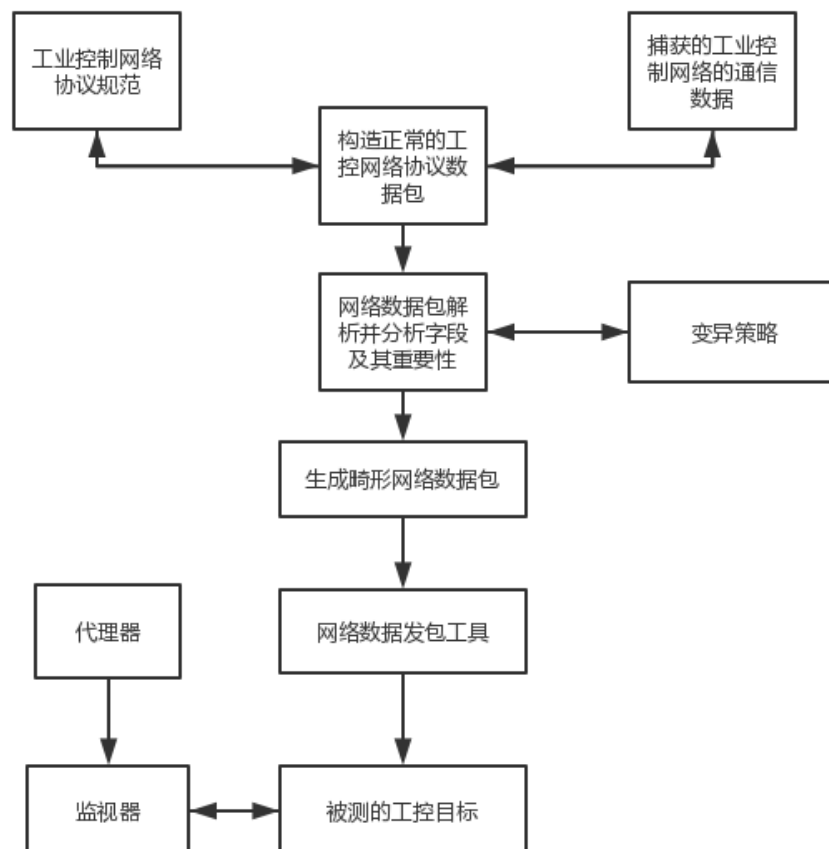 工业控制网络
协议规范
捕获的工业控
制网络的通信
数据
构造正常的工
控网络协议数
据包
网络数据包解
析并分析字段
及其重要性
变异策略
生成畸形网络数据包
代理器
网络数据发包工具
监视器
被测的工控目标